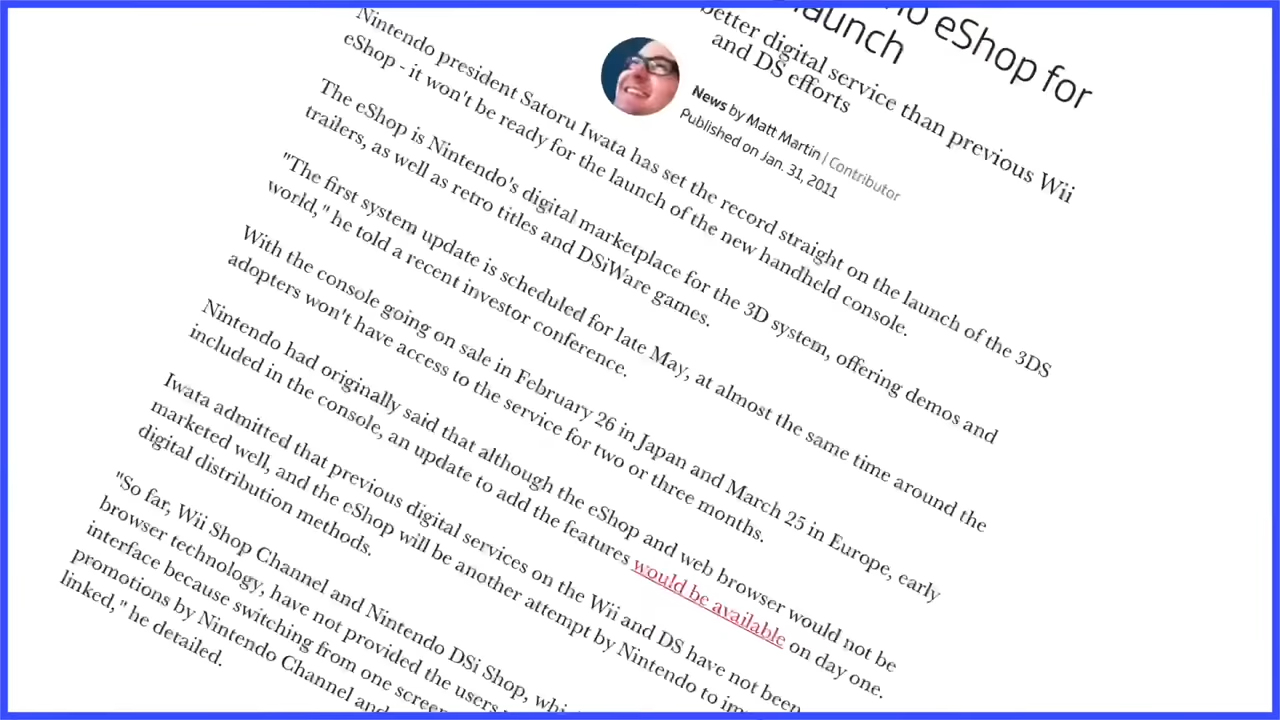 no eShop for
launch
better digital service than previous Wii
and DS efforts
News by Matt Martin | Contributor
Published on Jan. 31, 2011
Nintendo president Satoru Iwata has set the record straight on the launch of the 3DS
eShop - it won't be ready for the launch of the new handheld console.
The eShop is Nintendo's digital marketplace for the 3D system, offering demos and
trailers, as well as retro titles and DSiWare games.
"The first system update is scheduled for late May, at almost the same time around the
world," he told a recent investor conference.
With the console going on sale in February 26 in Japan and March 25 in Europe, early
adopters won't have access to the service for two or three months.
Nintendo had originally said that although the eShop and web browser would not be
included in the console, an update to add the features would be available on day one.
Iwata admitted that previous digital services on the Wii and DS have not been
marketed well, and the eShop will be another attempt by Nintendo to
digital distribution methods.
"So far, Wii Shop Channel and Nintendo DSi Shop,
browser technology, have not provided the users
interface because switching from one
promotions by Nintendo Channel and
linked," he detailed.